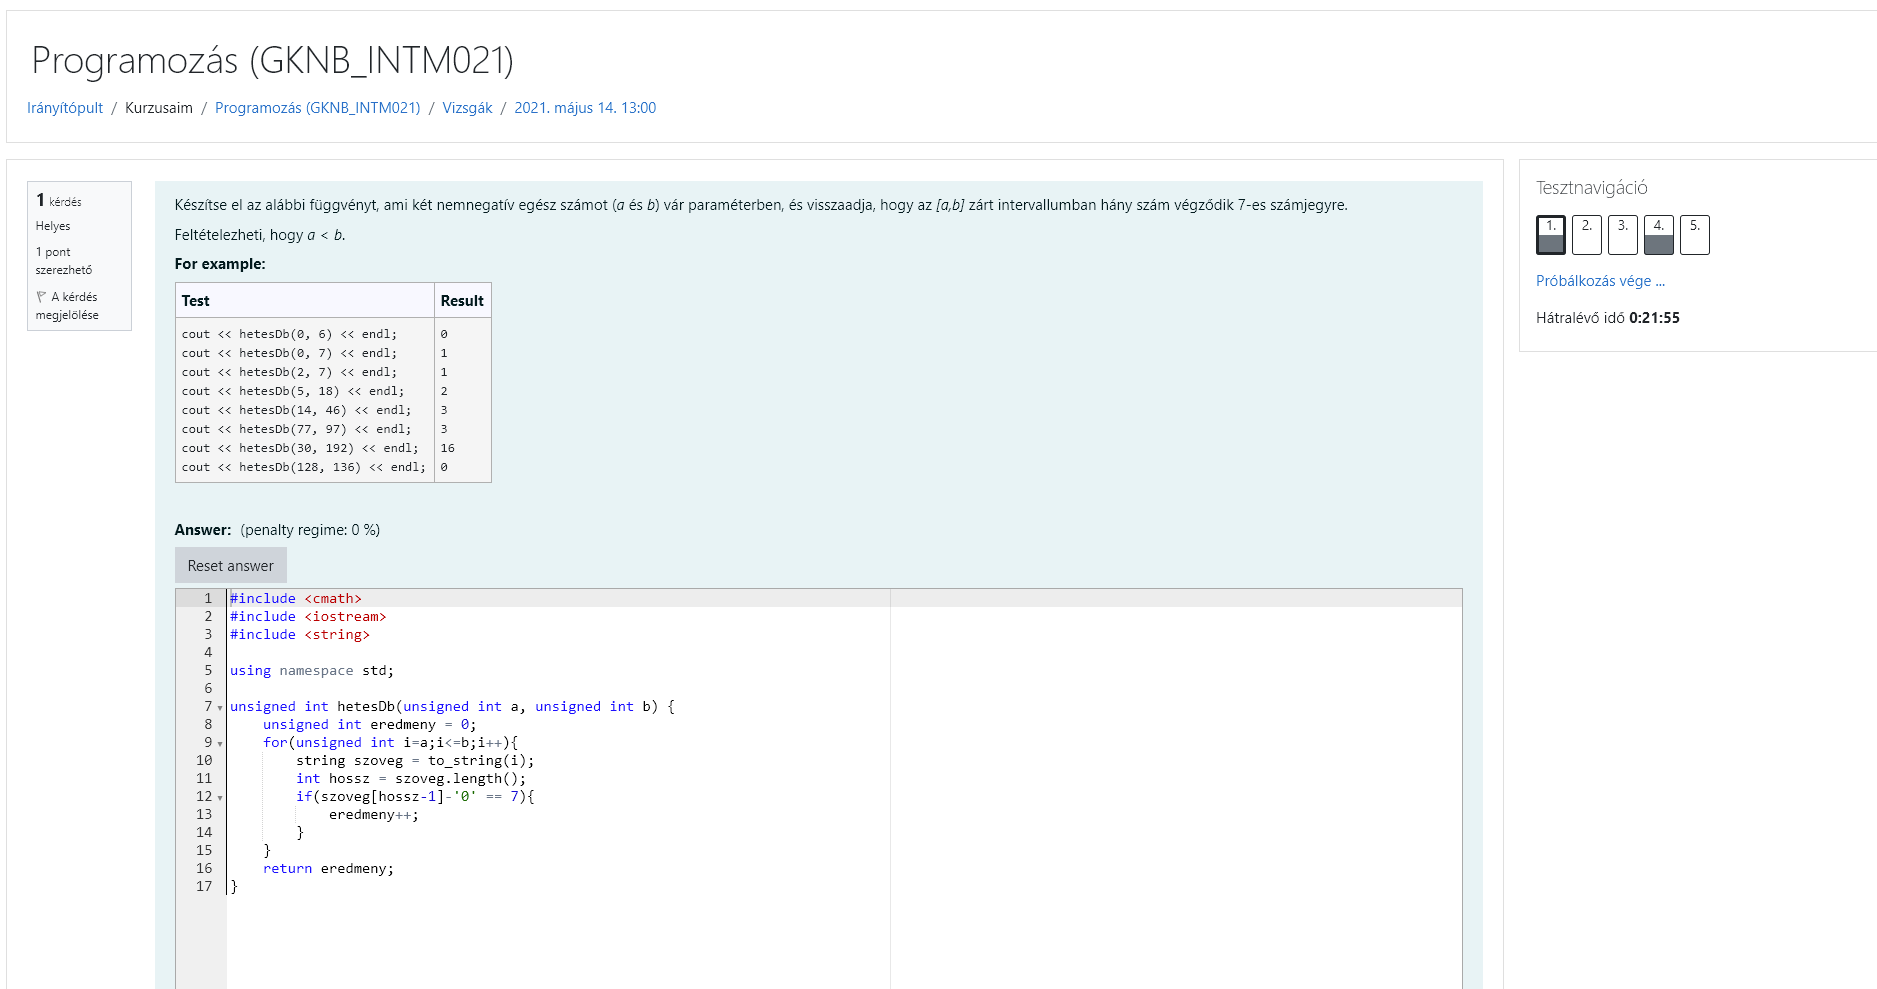 Programozás (GKNB_INTM021)
Irányítópult / Kurzusaim / Programozás (GKNB_INTM021) / Vizsgák / 2021. május 14. 13:00
1 kérdés
Helyes
1 pont
szerezhető
A kérdés
megjelölése
Készítse el az alábbi függvényt, ami két nemnegatív egész számot (a és b) vár paraméterben, és visszaadja, hogy az [a,b] zárt intervallumban hány szám végződik 7-es számjegyre.
Feltételezheti, hogy a < b.
For example:
Test Result
cout << hetesDb(0, 6) << endl; 0
cout << hetesDb(0, 7) << endl; 1
cout << hetesDb(2, 7) << endl; 1
cout << hetesDb(5, 18) << endl; 2
cout << hetesDb(14, 46) << endl; 3
cout << hetesDb(77, 97) << endl; 3
cout << hetesDb(30, 192) << endl; 16
cout << hetesDb(128, 136) << endl; 0
Answer: (penalty regime: 0 %)
Reset answer
1 #include <cmath>
2 #include <iostream>
3 #include <string>
4
5 using namespace std;
6
7 unsigned int hetesDb(unsigned int a, unsigned int b) {
8 unsigned int eredmeny = 0;
9 for(unsigned int i=a;i<=b;i++){
10 string szoveg = to_string(i);
11 int hossz = szoveg.length();
12 if(szoveg[hossz-1]-'0' == 7){
13 eredmeny++;
14 }
15 }
16 return eredmeny;
17 }
Tesztnavigáció
1. 2. 3. 4. 5.
Próbálkozás vége ...
Hátralévő idő 0:21:55